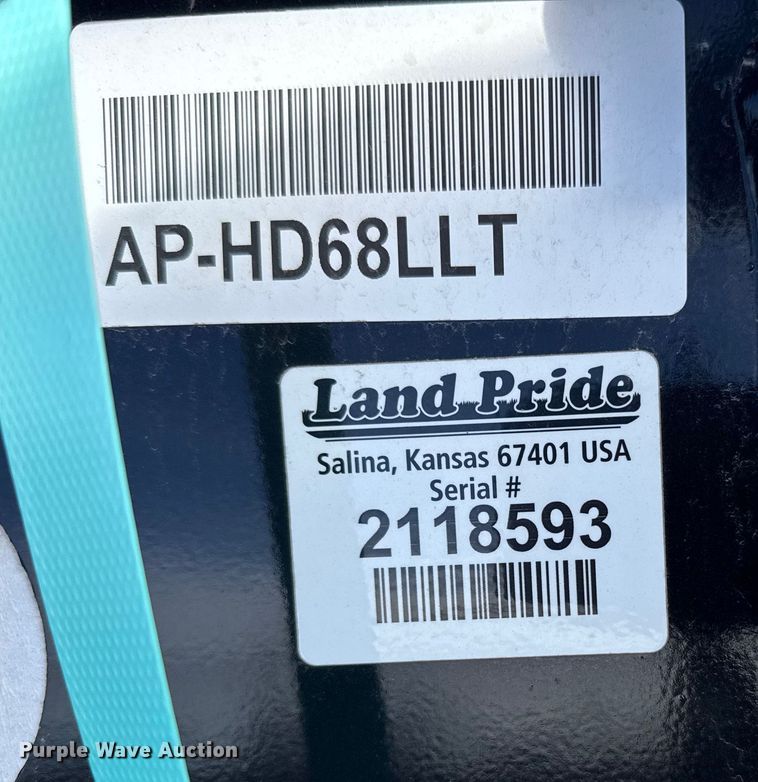 AP-HD68LLT
Land Pride
Salina, Kansas 67401 USA
Serial #
2118593
Purple Wave Auction